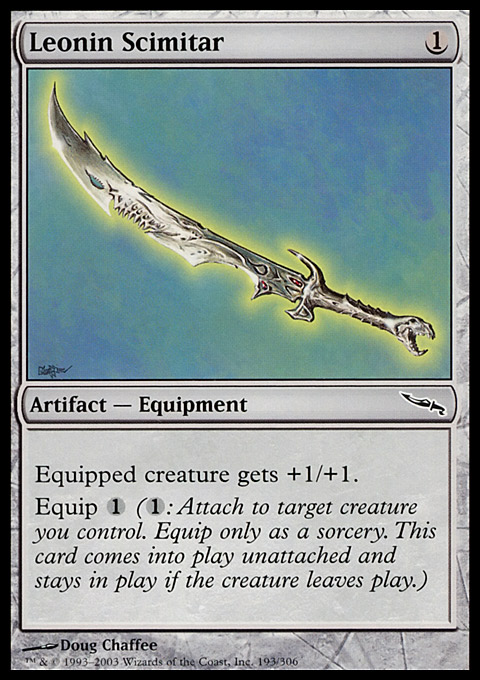 Leonin Scimitar 1
Artifact — Equipment
Equipped creature gets +1/+1.
Equip 1 (1: Attach to target creature
you control. Equip only as a sorcery. This
card comes into play unattached and
stays in play if the creature leaves play.)
Doug Chaffee
™ & © 1993–2003 Wizards of the Coast, Inc. 193/306